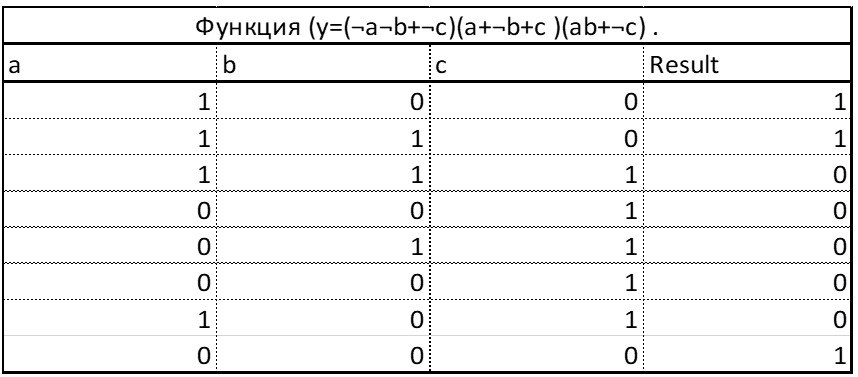 Функция (y=(¬a¬b+¬c)(a+¬b+c )(ab+¬c) .
a b c Result
1 0 0 1
1 1 0 1
1 1 1 0
0 0 1 0
0 1 1 0
0 0 1 0
1 0 1 0
0 0 0 1